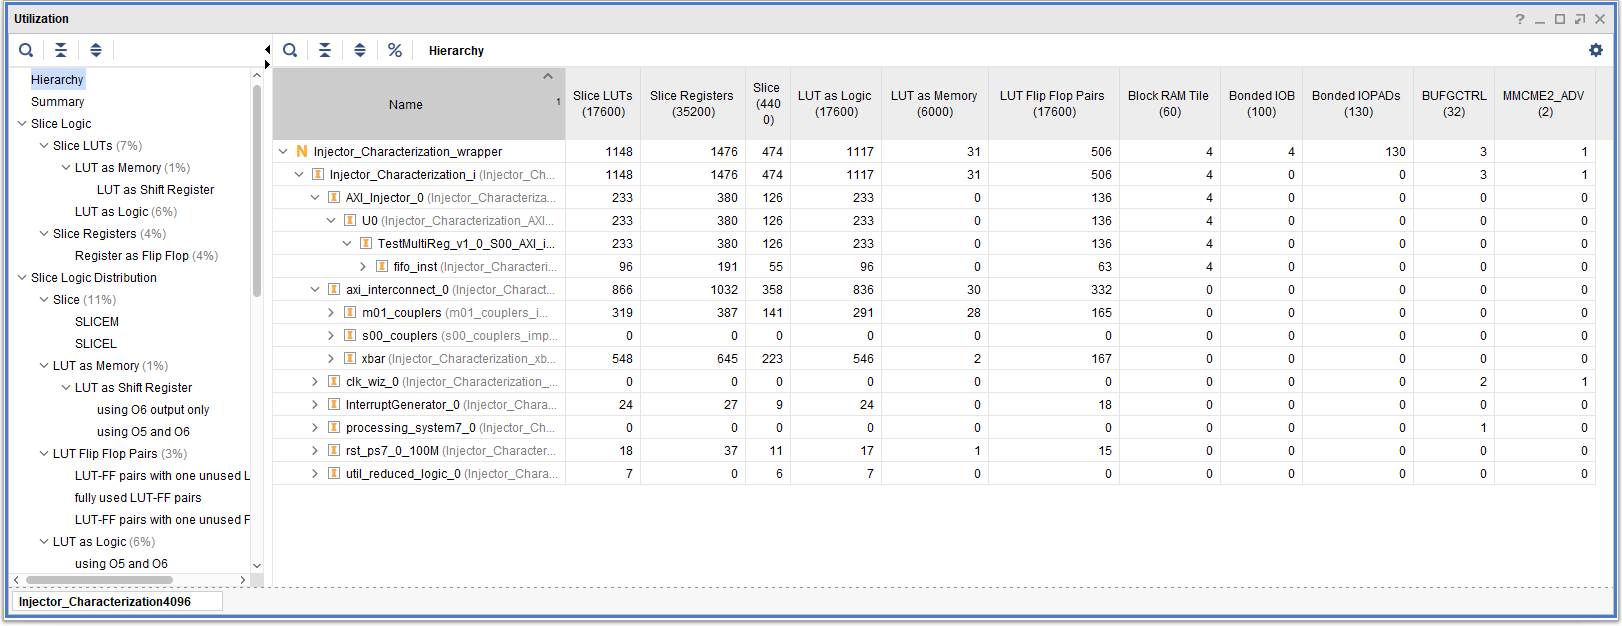 Utilization
Hierarchy
Hierarchy
Summary
Slice Logic
Slice LUTs (7%)
LUT as Memory (1%)
LUT as Shift Register
LUT as Logic (6%)
Slice Registers (4%)
Register as Flip Flop (4%)
Slice Logic Distribution
Slice (11%)
SLICEM
SLICEL
LUT as Memory (1%)
LUT as Shift Register
using O6 output only
using O5 and O6
LUT Flip Flop Pairs (3%)
LUT-FF pairs with one unused L
fully used LUT-FF pairs
LUT-FF pairs with one unused F
LUT as Logic (6%)
using O5 and O6
Name 1 Slice LUTs (17600) Slice Registers (35200) Slice (4400) LUT as Logic (17600) LUT as Memory (6000) LUT Flip Flop Pairs (17600) Block RAM Tile (60) Bonded IOB (100) Bonded IOPADs (130) BUFGCTRL (32) MMCME2_ADV (2)
N Injector_Characterization_wrapper 1148 1476 474 1117 31 506 4 4 130 3 1
I Injector_Characterization_i (Injector_Ch... 1148 1476 474 1117 31 506 4 0 0 3 1
I AXI_Injector_0 (Injector_Characteriza... 233 380 126 233 0 136 4 0 0 0 0
I U0 (Injector_Characterization_AXI... 233 380 126 233 0 136 4 0 0 0 0
I TestMultiReg_v1_0_S00_AXI_i... 233 380 126 233 0 136 4 0 0 0 0
I fifo_inst (Injector_Characteri... 96 191 55 96 0 63 4 0 0 0 0
I axi_interconnect_0 (Injector_Charact... 866 1032 358 836 30 332 0 0 0 0 0
I m01_couplers (m01_couplers_i... 319 387 141 291 28 165 0 0 0 0 0
I s00_couplers (s00_couplers_imp... 0 0 0 0 0 0 0 0 0 0 0
I xbar (Injector_Characterization_xb... 548 645 223 546 2 167 0 0 0 0 0
I clk_wiz_0 (Injector_Characterization_... 0 0 0 0 0 0 0 0 0 2 1
I InterruptGenerator_0 (Injector_Chara... 24 27 9 24 0 18 0 0 0 0 0
I processing_system7_0 (Injector_Ch... 0 0 0 0 0 0 0 0 0 1 0
I rst_ps7_0_100M (Injector_Character... 18 37 11 17 1 15 0 0 0 0 0
I util_reduced_logic_0 (Injector_Chara... 7 0 6 7 0 0 0 0 0 0 0
Injector_Characterization4096